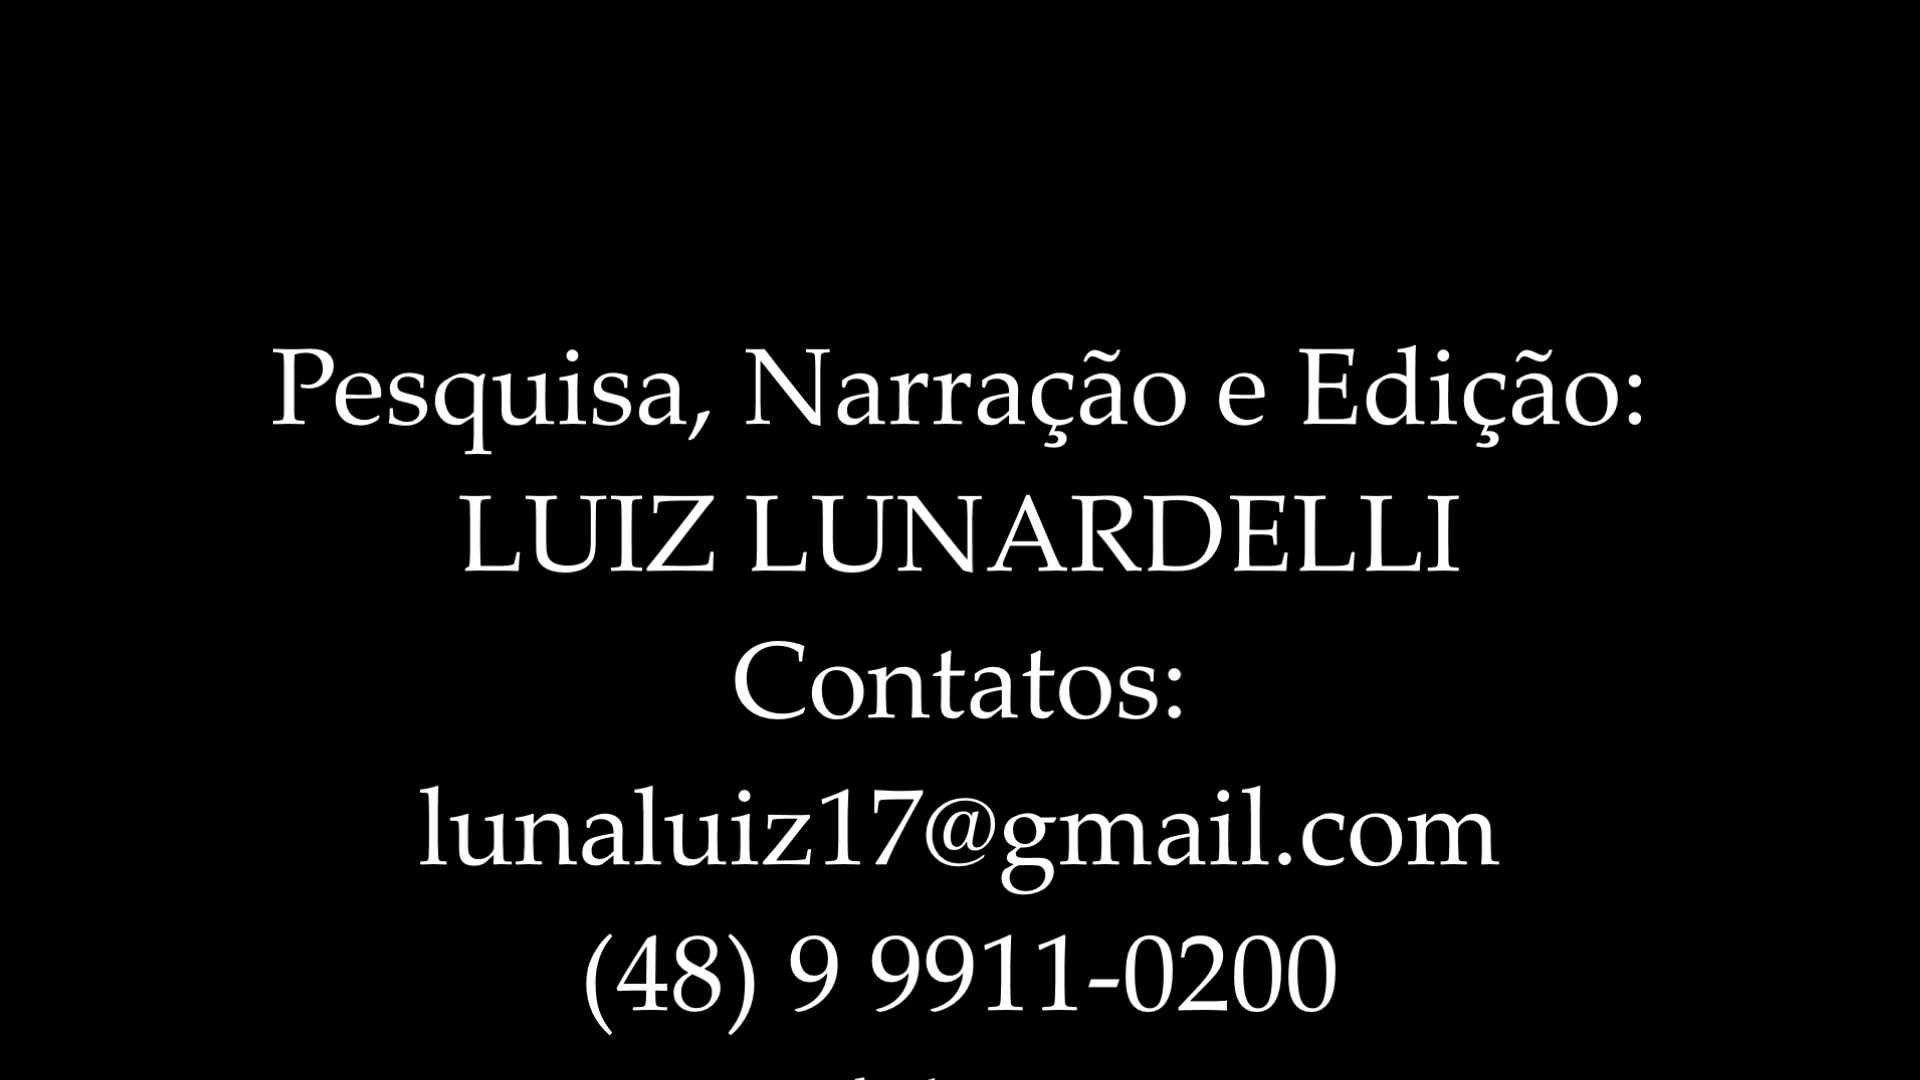 Pesquisa, Narração e Edição:
LUIZ LUNARDELLI
Contatos:
lunaluiz17@gmail.com
(48) 9 9911-0200